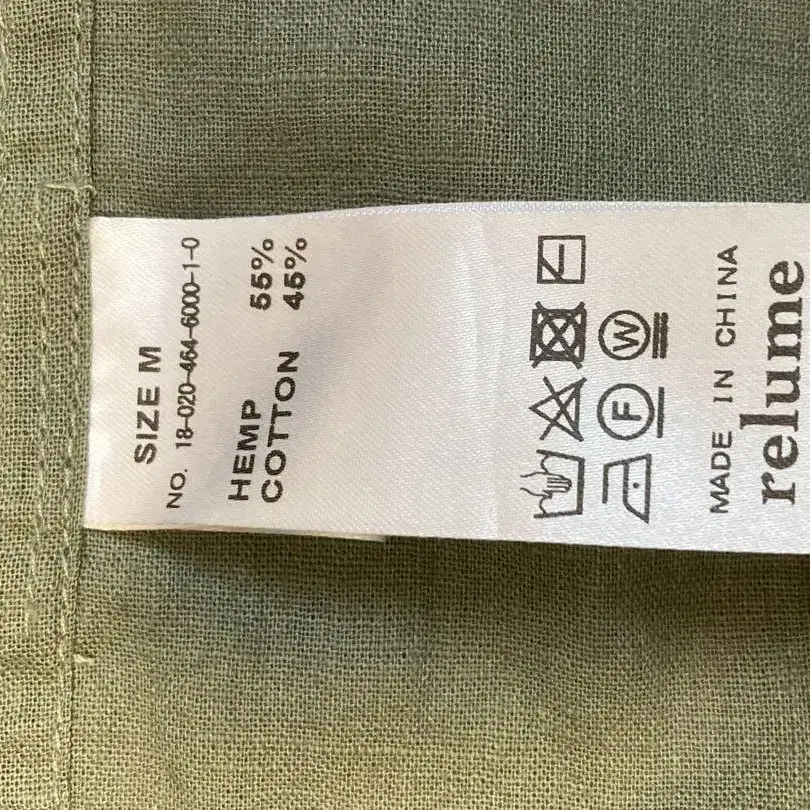 SIZE M
NO. 18-020-464-6000-1-0
HEMP 55%
COTTON 45%
W
F
MADE IN CHINA
relume